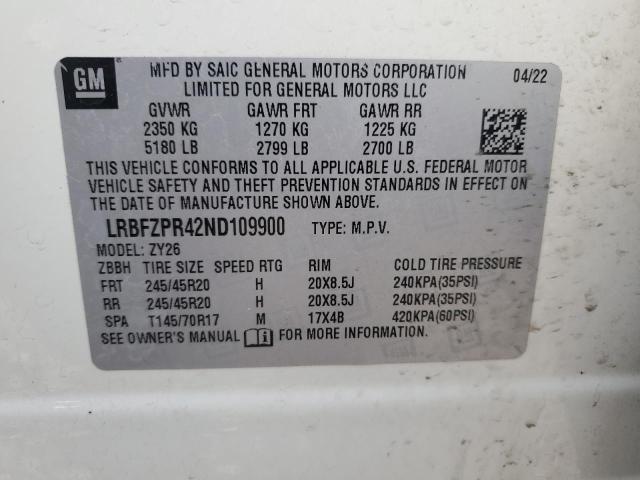 GM
MFD BY SAIC GENERAL MOTORS CORPORATION 04/22
LIMITED FOR GENERAL MOTORS LLC
GVWR GAWR FRT GAWR RR
2350 KG 1270 KG 1225 KG
5180 LB 2799 LB 2700 LB
THIS VEHICLE CONFORMS TO ALL APPLICABLE U.S. FEDERAL MOTOR
VEHICLE SAFETY AND THEFT PREVENTION STANDARDS IN EFFECT ON
THE DATE OF MANUFACTURE SHOWN ABOVE.
LRBFZPR42ND109900 TYPE: M.P.V.
MODEL: ZY26
ZBBH TIRE SIZE SPEED RTG RIM COLD TIRE PRESSURE
FRT 245/45R20 H 20X8.5J 240KPA(35PSI)
RR 245/45R20 H 20X8.5J 240KPA(35PSI)
SPA T145/70R17 M 17X4B 420KPA(60PSI)
SEE OWNER'S MANUAL FOR MORE INFORMATION.